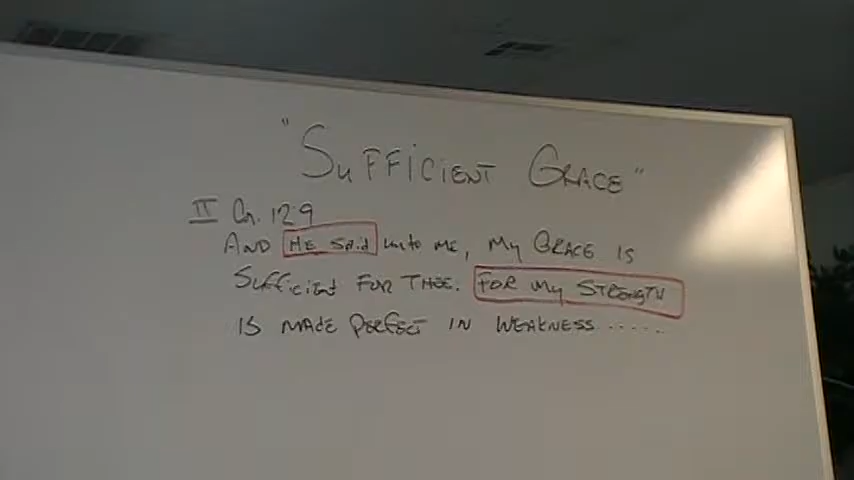 "Sufficient Grace"
II Cor. 12 9
And He said unto me, My Grace is
Sufficient for thee. For my strength
is made perfect in weakness......